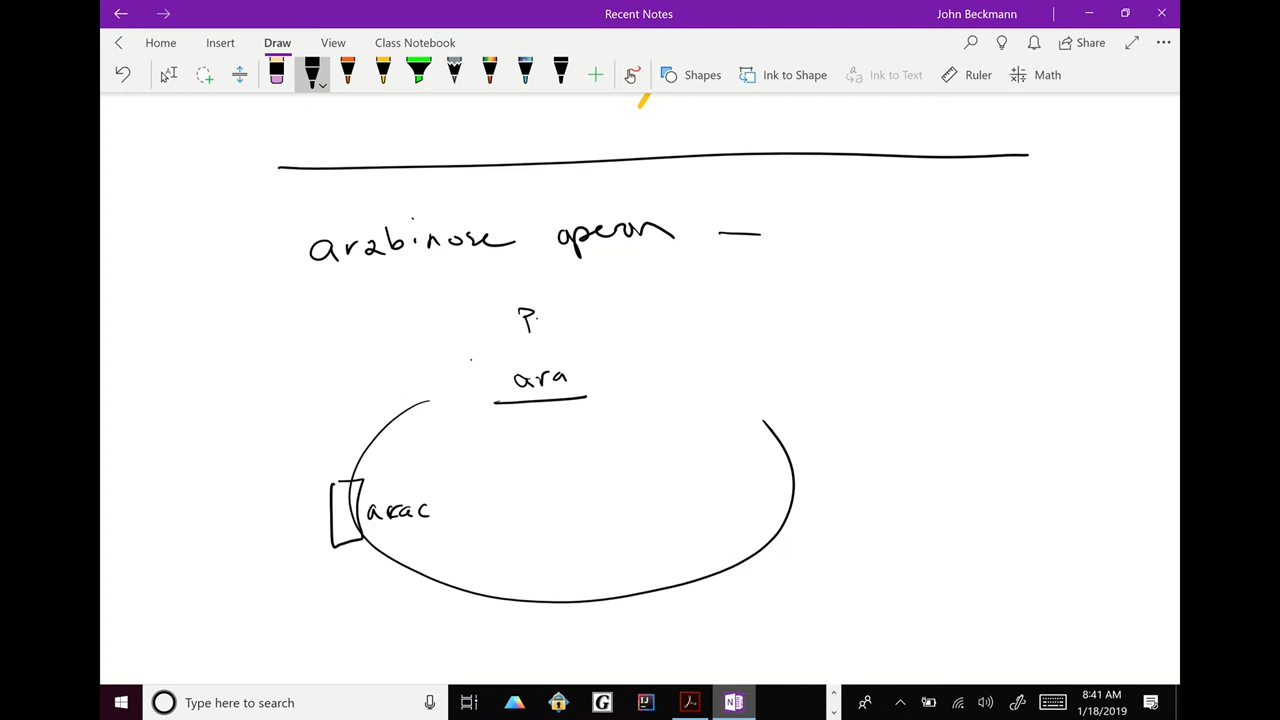 Recent Notes
John Beckmann
Home Insert Draw View Class Notebook
Share
Shapes Ink to Shape Ink to Text Ruler Math
arabinose operon —
P.
ara
arac
Type here to search
8:41 AM
1/18/2019